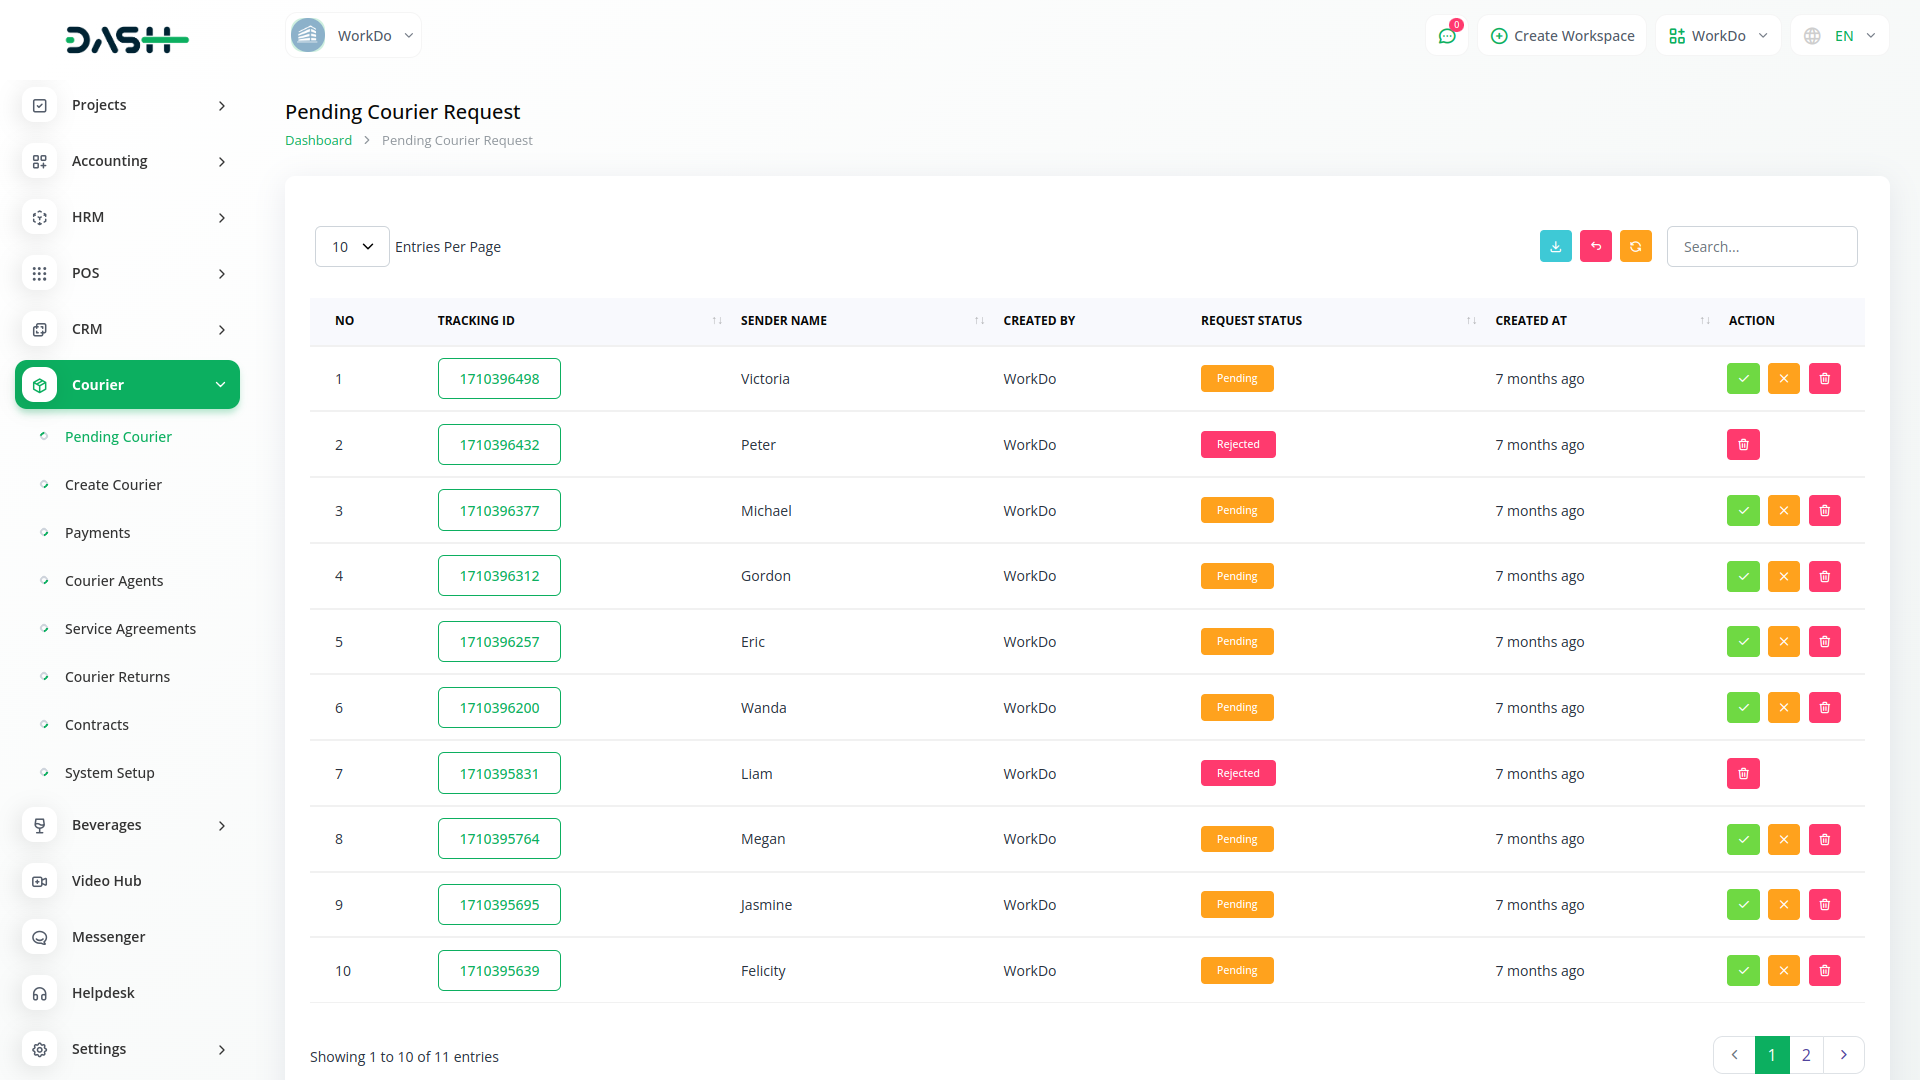 DASH
WorkDo
0
Create Workspace
WorkDo
EN
Projects
Accounting
HRM
POS
CRM
Courier
Pending Courier
Create Courier
Payments
Courier Agents
Service Agreements
Courier Returns
Contracts
System Setup
Beverages
Video Hub
Messenger
Helpdesk
Settings
Pending Courier Request
Dashboard > Pending Courier Request
10 Entries Per Page
Search...
NO TRACKING ID SENDER NAME CREATED BY REQUEST STATUS CREATED AT ACTION
1 1710396498 Victoria WorkDo Pending 7 months ago
2 1710396432 Peter WorkDo Rejected 7 months ago
3 1710396377 Michael WorkDo Pending 7 months ago
4 1710396312 Gordon WorkDo Pending 7 months ago
5 1710396257 Eric WorkDo Pending 7 months ago
6 1710396200 Wanda WorkDo Pending 7 months ago
7 1710395831 Liam WorkDo Rejected 7 months ago
8 1710395764 Megan WorkDo Pending 7 months ago
9 1710395695 Jasmine WorkDo Pending 7 months ago
10 1710395639 Felicity WorkDo Pending 7 months ago
Showing 1 to 10 of 11 entries
1 2